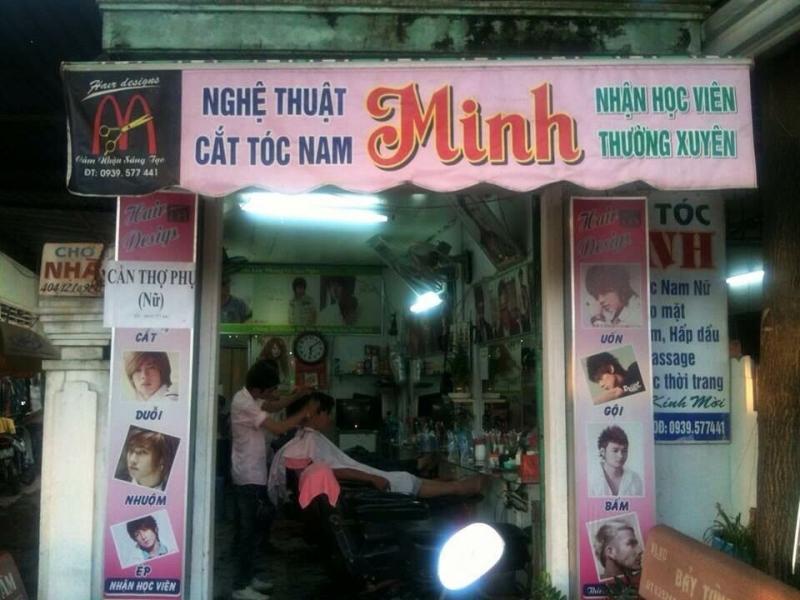 Hair designs
Cảm Nhận Sáng Tạo
ĐT: 0939. 577 441
NGHỆ THUẬT
CẮT TÓC NAM
Minh
NHẬN HỌC VIÊN
THƯỜNG XUYÊN
Hair
Design
CHỢ
NHÀ
CẦN THỢ PHỤ
(Nữ)
CẮT
DUỖI
NHUỘM
ÉP
NHẬN HỌC VIÊN
Hair
Design
UỐN
GỘI
BẤM
TÓC
NH
c Nam Nữ
o mặt
m, Hấp dầu
assage
c thời trang
Kính Mời
DĐ: 0939.577441
BẢY